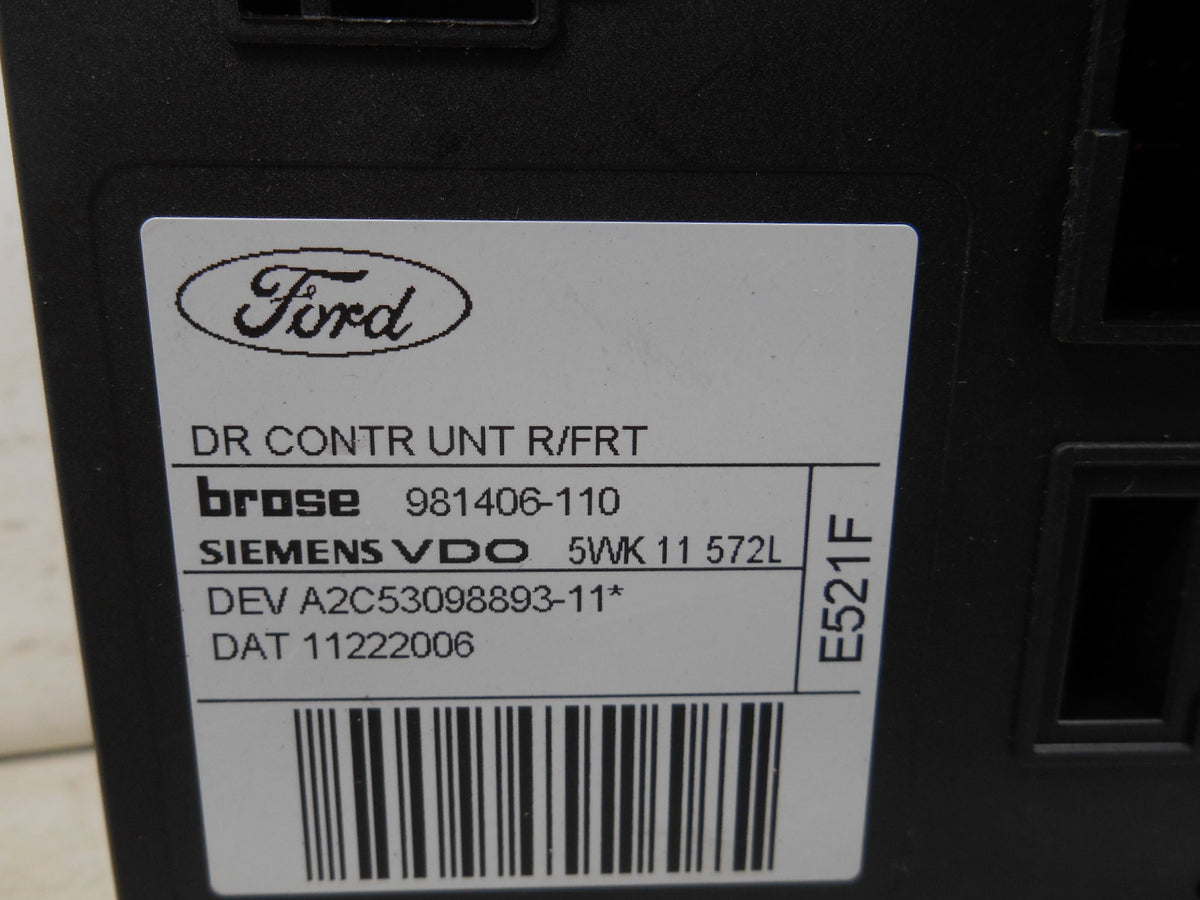 Ford
DR CONTR UNT R/FRT
brose 981406-110
SIEMENS VDO 5WK 11 572L
DEV A2C53098893-11*
DAT 11222006
E521F